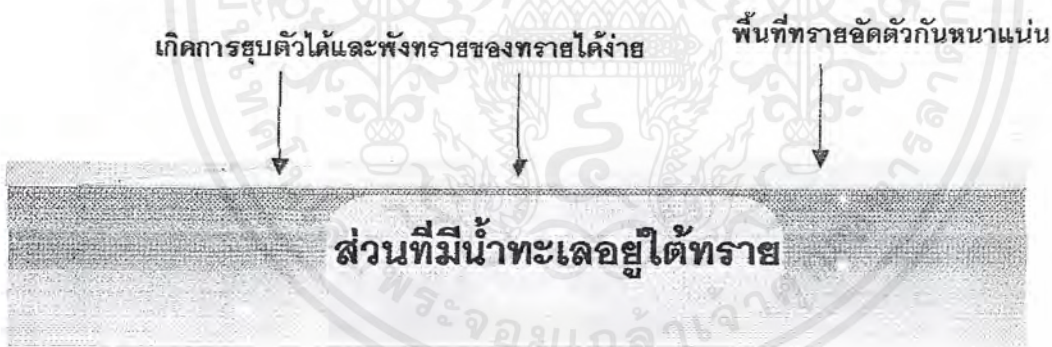 เกิดการยุบตัวได้และพังทรายของทรายได้ง่าย
พื้นที่ทรายอัดตัวกันหนาแน่น
ส่วนที่มีน้ำทะเลอยู่ใต้ทราย